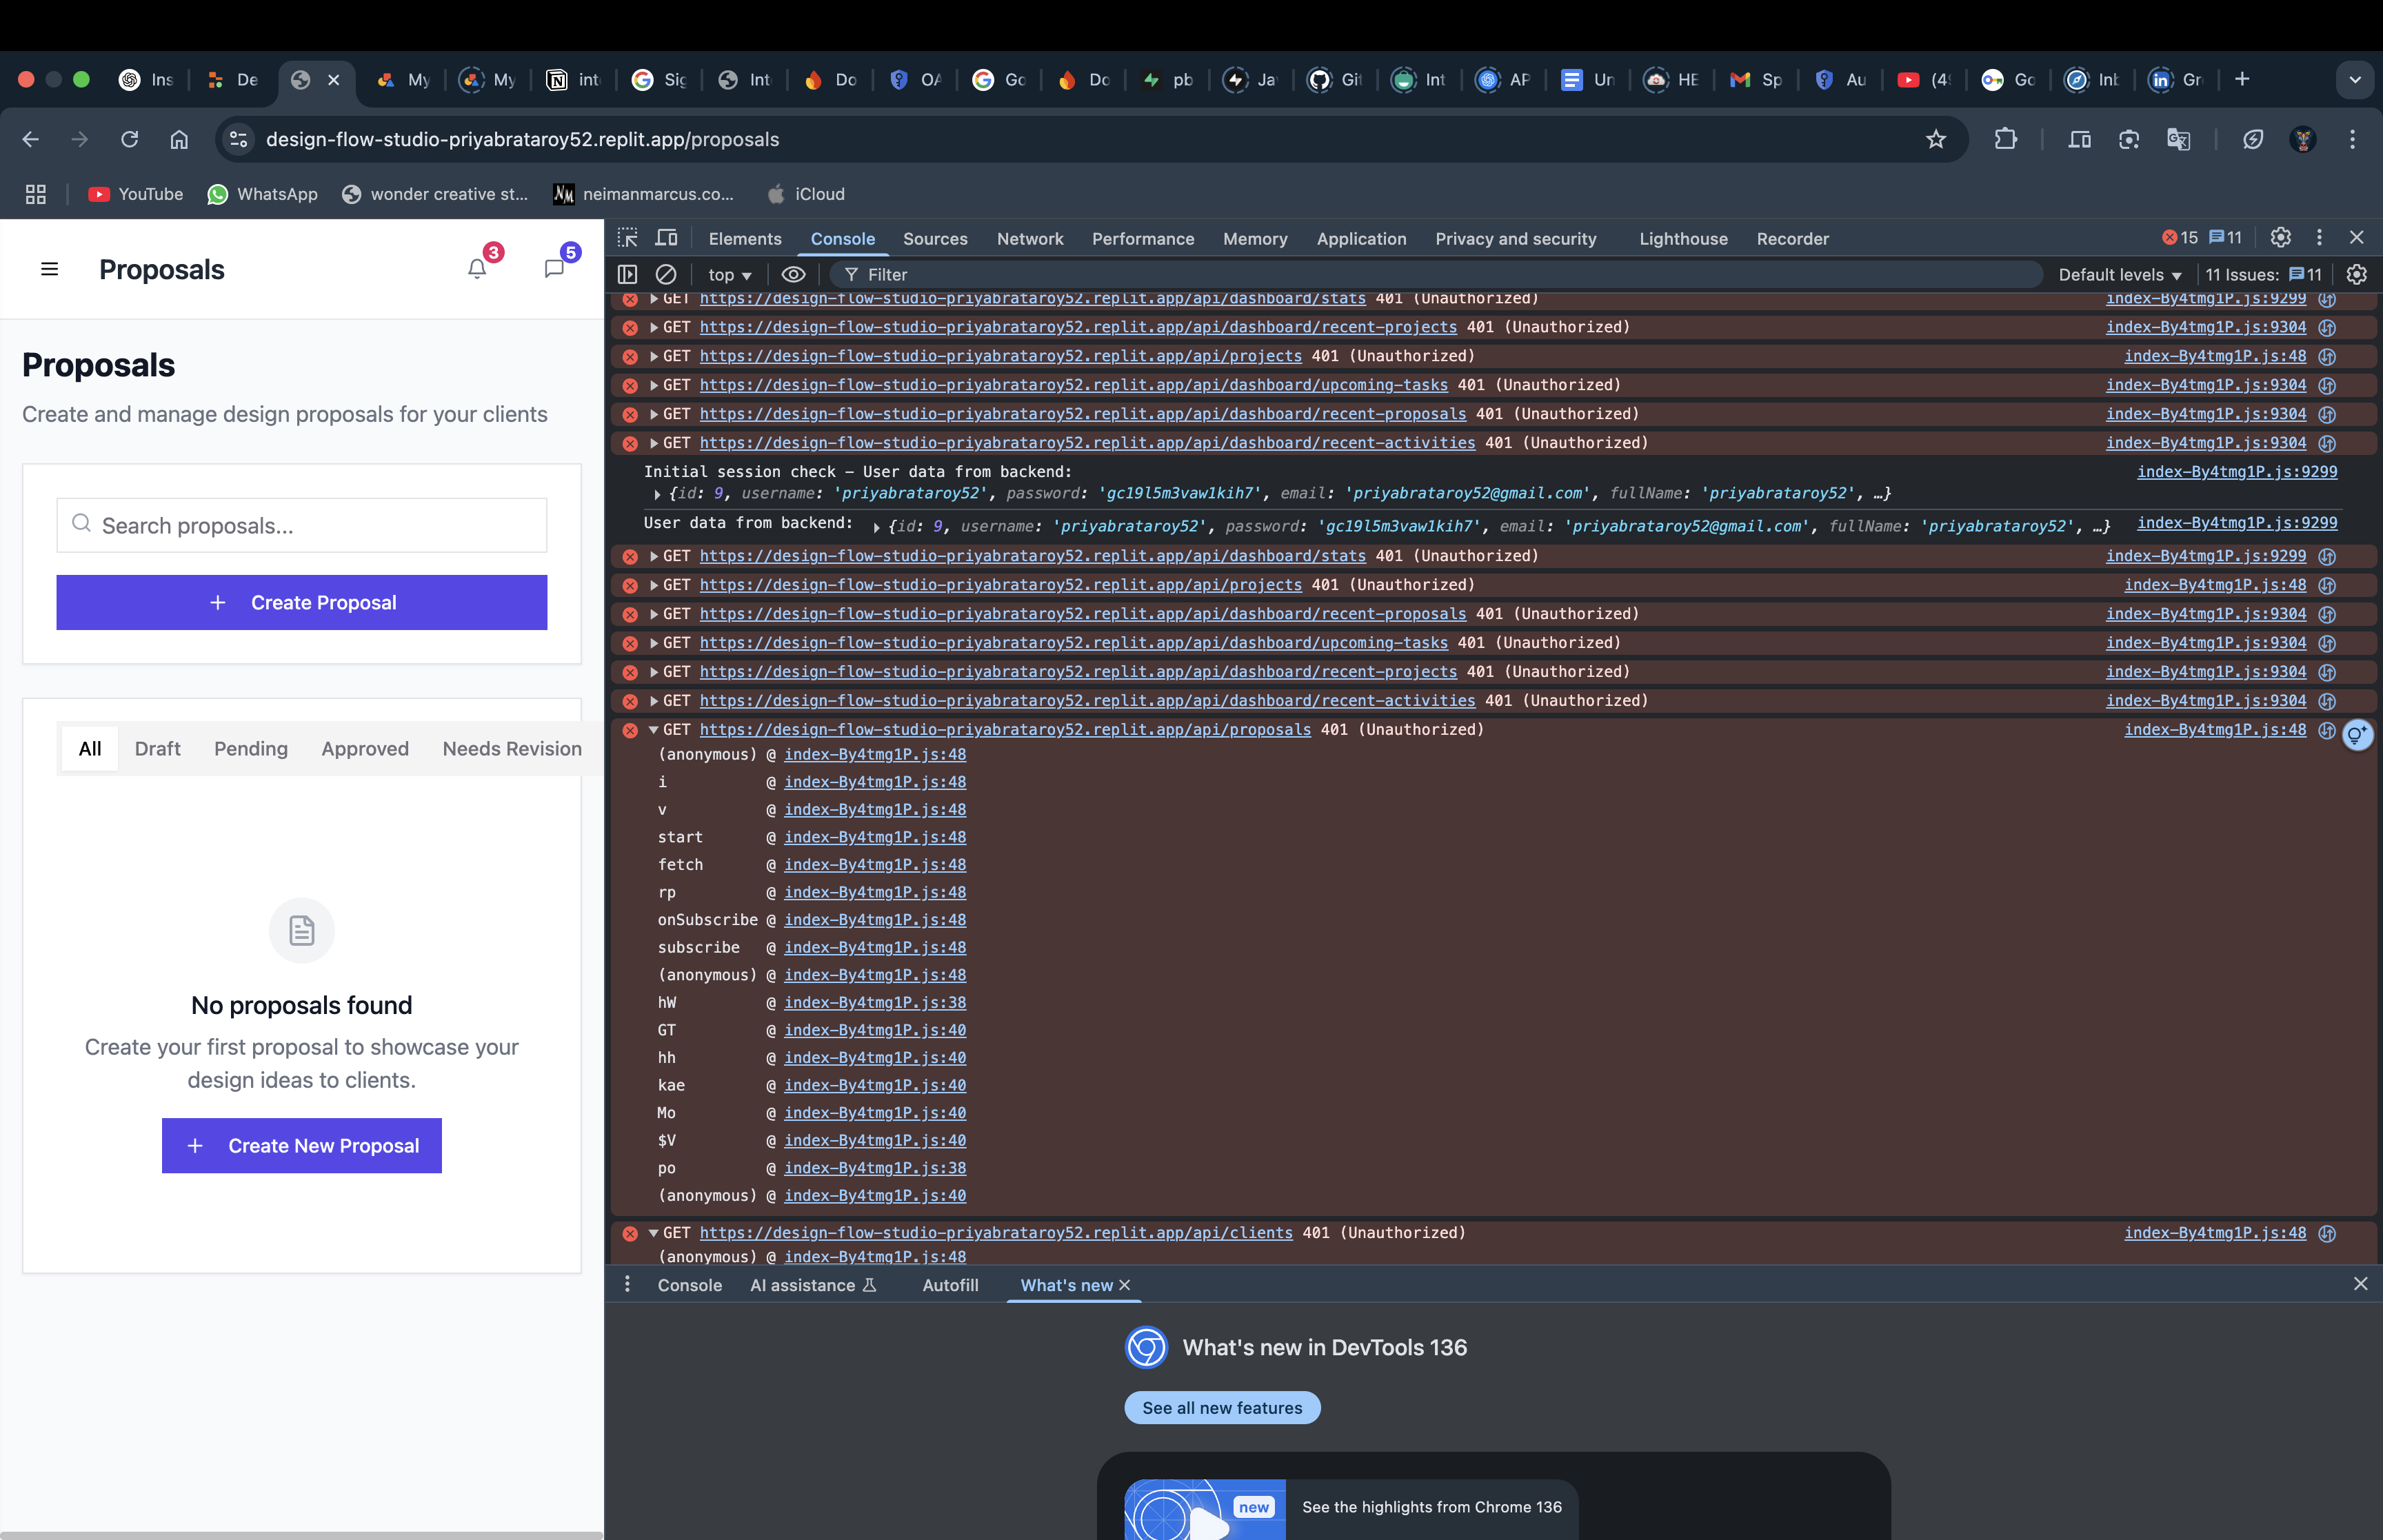 Ins
De
My
My
inte
Sig
Inte
Do
OA
Go
Do
pb
Ja
Git
Int
AP
Un
HE
Sp
Au
(49
Go
Inb
Gr
design-flow-studio-priyabrataroy52.replit.app/proposals
YouTube
WhatsApp
wonder creative st...
neimanmarcus.co...
iCloud
Proposals
3
5
Proposals
Create and manage design proposals for your clients
Search proposals...
+ Create Proposal
All Draft Pending Approved Needs Revision
No proposals found
Create your first proposal to showcase your
design ideas to clients.
+ Create New Proposal
Elements Console Sources Network Performance Memory Application Privacy and security Lighthouse Recorder 15 11
top Filter Default levels 11 Issues: 11
GET https://design-flow-studio-priyabrataroy52.replit.app/api/dashboard/stats 401 (Unauthorized) index-By4tmg1P.js:9299
GET https://design-flow-studio-priyabrataroy52.replit.app/api/dashboard/recent-projects 401 (Unauthorized) index-By4tmg1P.js:9304
GET https://design-flow-studio-priyabrataroy52.replit.app/api/projects 401 (Unauthorized) index-By4tmg1P.js:48
GET https://design-flow-studio-priyabrataroy52.replit.app/api/dashboard/upcoming-tasks 401 (Unauthorized) index-By4tmg1P.js:9304
GET https://design-flow-studio-priyabrataroy52.replit.app/api/dashboard/recent-proposals 401 (Unauthorized) index-By4tmg1P.js:9304
GET https://design-flow-studio-priyabrataroy52.replit.app/api/dashboard/recent-activities 401 (Unauthorized) index-By4tmg1P.js:9304
Initial session check – User data from backend: index-By4tmg1P.js:9299
{id: 9, username: 'priyabrataroy52', password: 'gc19l5m3vaw1kih7', email: 'priyabrataroy52@gmail.com', fullName: 'priyabrataroy52', …}
User data from backend: {id: 9, username: 'priyabrataroy52', password: 'gc19l5m3vaw1kih7', email: 'priyabrataroy52@gmail.com', fullName: 'priyabrataroy52', …} index-By4tmg1P.js:9299
GET https://design-flow-studio-priyabrataroy52.replit.app/api/dashboard/stats 401 (Unauthorized) index-By4tmg1P.js:9299
GET https://design-flow-studio-priyabrataroy52.replit.app/api/projects 401 (Unauthorized) index-By4tmg1P.js:48
GET https://design-flow-studio-priyabrataroy52.replit.app/api/dashboard/recent-proposals 401 (Unauthorized) index-By4tmg1P.js:9304
GET https://design-flow-studio-priyabrataroy52.replit.app/api/dashboard/upcoming-tasks 401 (Unauthorized) index-By4tmg1P.js:9304
GET https://design-flow-studio-priyabrataroy52.replit.app/api/dashboard/recent-projects 401 (Unauthorized) index-By4tmg1P.js:9304
GET https://design-flow-studio-priyabrataroy52.replit.app/api/dashboard/recent-activities 401 (Unauthorized) index-By4tmg1P.js:9304
GET https://design-flow-studio-priyabrataroy52.replit.app/api/proposals 401 (Unauthorized) index-By4tmg1P.js:48
(anonymous) @ index-By4tmg1P.js:48
i @ index-By4tmg1P.js:48
v @ index-By4tmg1P.js:48
start @ index-By4tmg1P.js:48
fetch @ index-By4tmg1P.js:48
rp @ index-By4tmg1P.js:48
onSubscribe @ index-By4tmg1P.js:48
subscribe @ index-By4tmg1P.js:48
(anonymous) @ index-By4tmg1P.js:48
hW @ index-By4tmg1P.js:38
GT @ index-By4tmg1P.js:40
hh @ index-By4tmg1P.js:40
kae @ index-By4tmg1P.js:40
Mo @ index-By4tmg1P.js:40
$V @ index-By4tmg1P.js:40
po @ index-By4tmg1P.js:38
(anonymous) @ index-By4tmg1P.js:40
GET https://design-flow-studio-priyabrataroy52.replit.app/api/clients 401 (Unauthorized) index-By4tmg1P.js:48
(anonymous) @ index-By4tmg1P.js:48
Console AI assistance Autofill What's new
What's new in DevTools 136
See all new features
new
See the highlights from Chrome 136